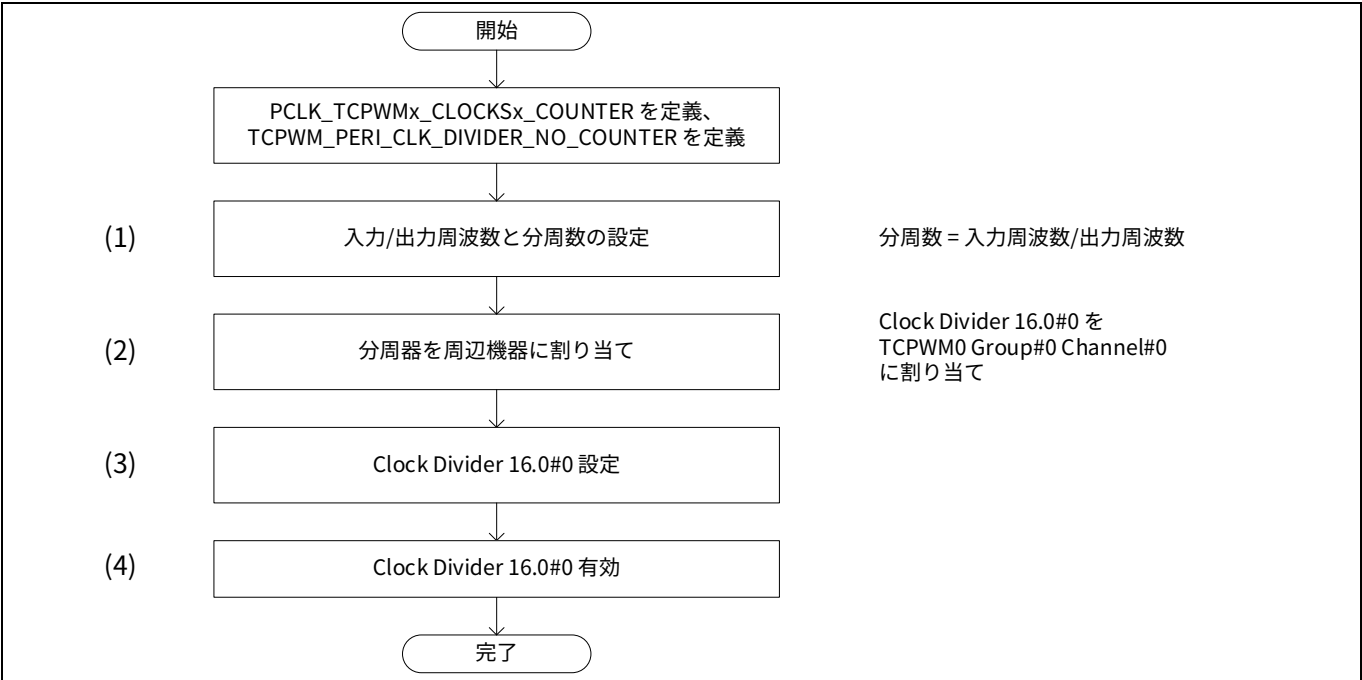 開始
PCLK_TCPWMx_CLOCKSx_COUNTER を定義、
TCPWM_PERI_CLK_DIVIDER_NO_COUNTER を定義
(1)
入力/出力周波数と分周数の設定
分周数 = 入力周波数/出力周波数
(2)
分周器を周辺機器に割り当て
Clock Divider 16.0#0 を
TCPWM0 Group#0 Channel#0
に割り当て
(3)
Clock Divider 16.0#0 設定
(4)
Clock Divider 16.0#0 有効
完了